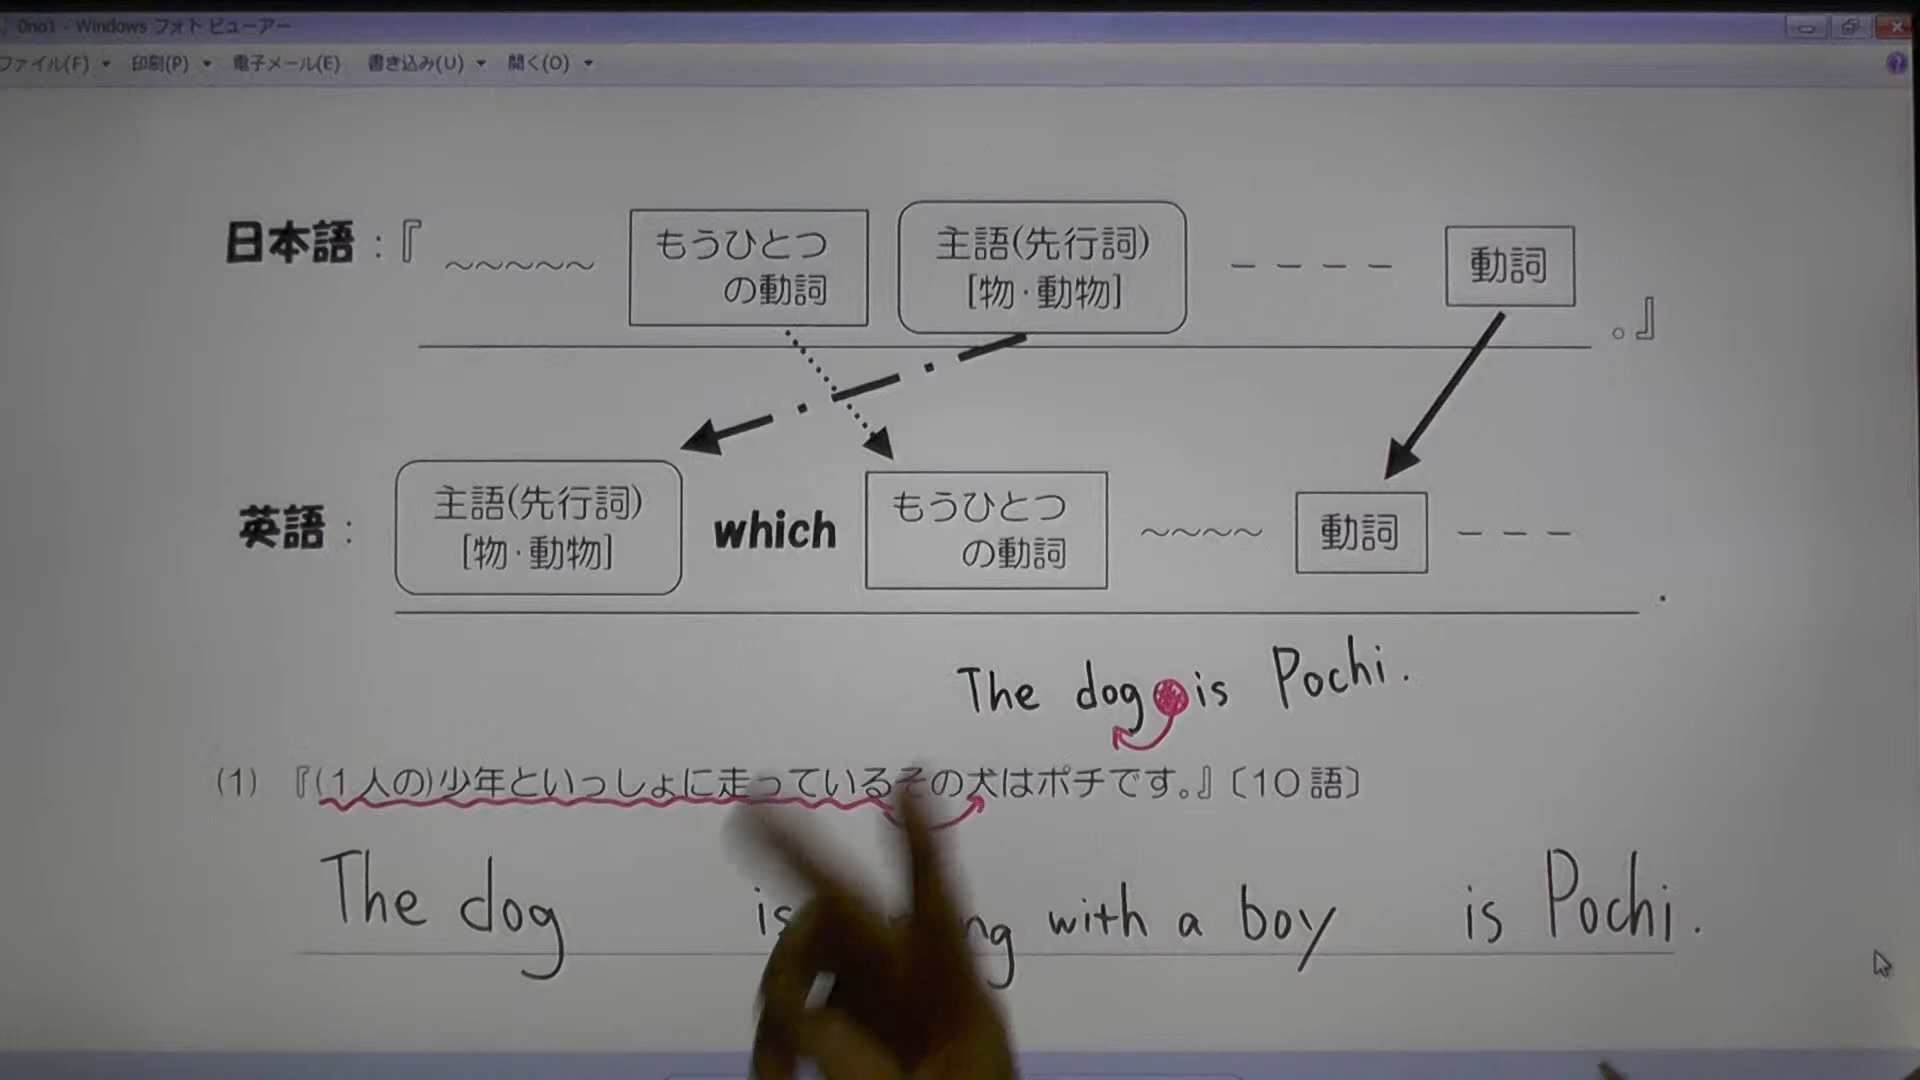 0no1 - Windows フォト ビューアー
ファイル(F) 印刷(P) 電子メール(E) 書き込み(U) 開く(O)
日本語：『 ～～～～～ もうひとつの動詞 主語(先行詞)[物・動物] － － － － 動詞 。』
英語： 主語(先行詞)[物・動物] which もうひとつの動詞 ～～～～ 動詞 － － － .
The dog is Pochi.
(1) 『(1人の)少年といっしょに走っているその犬はポチです。』〔10語〕
The dog is with a boy is Pochi.